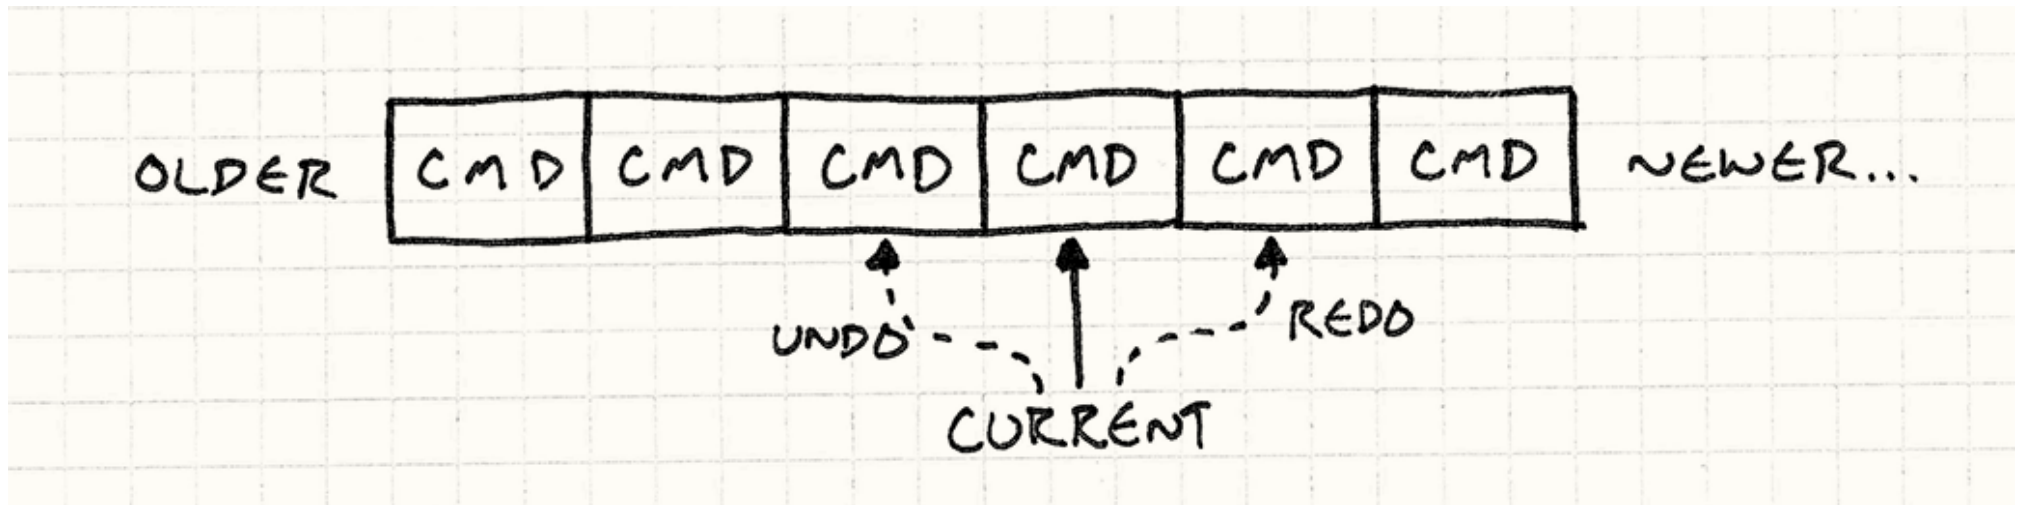 OLDER CMD CMD CMD CMD CMD CMD NEWER...
UNDO REDO
CURRENT